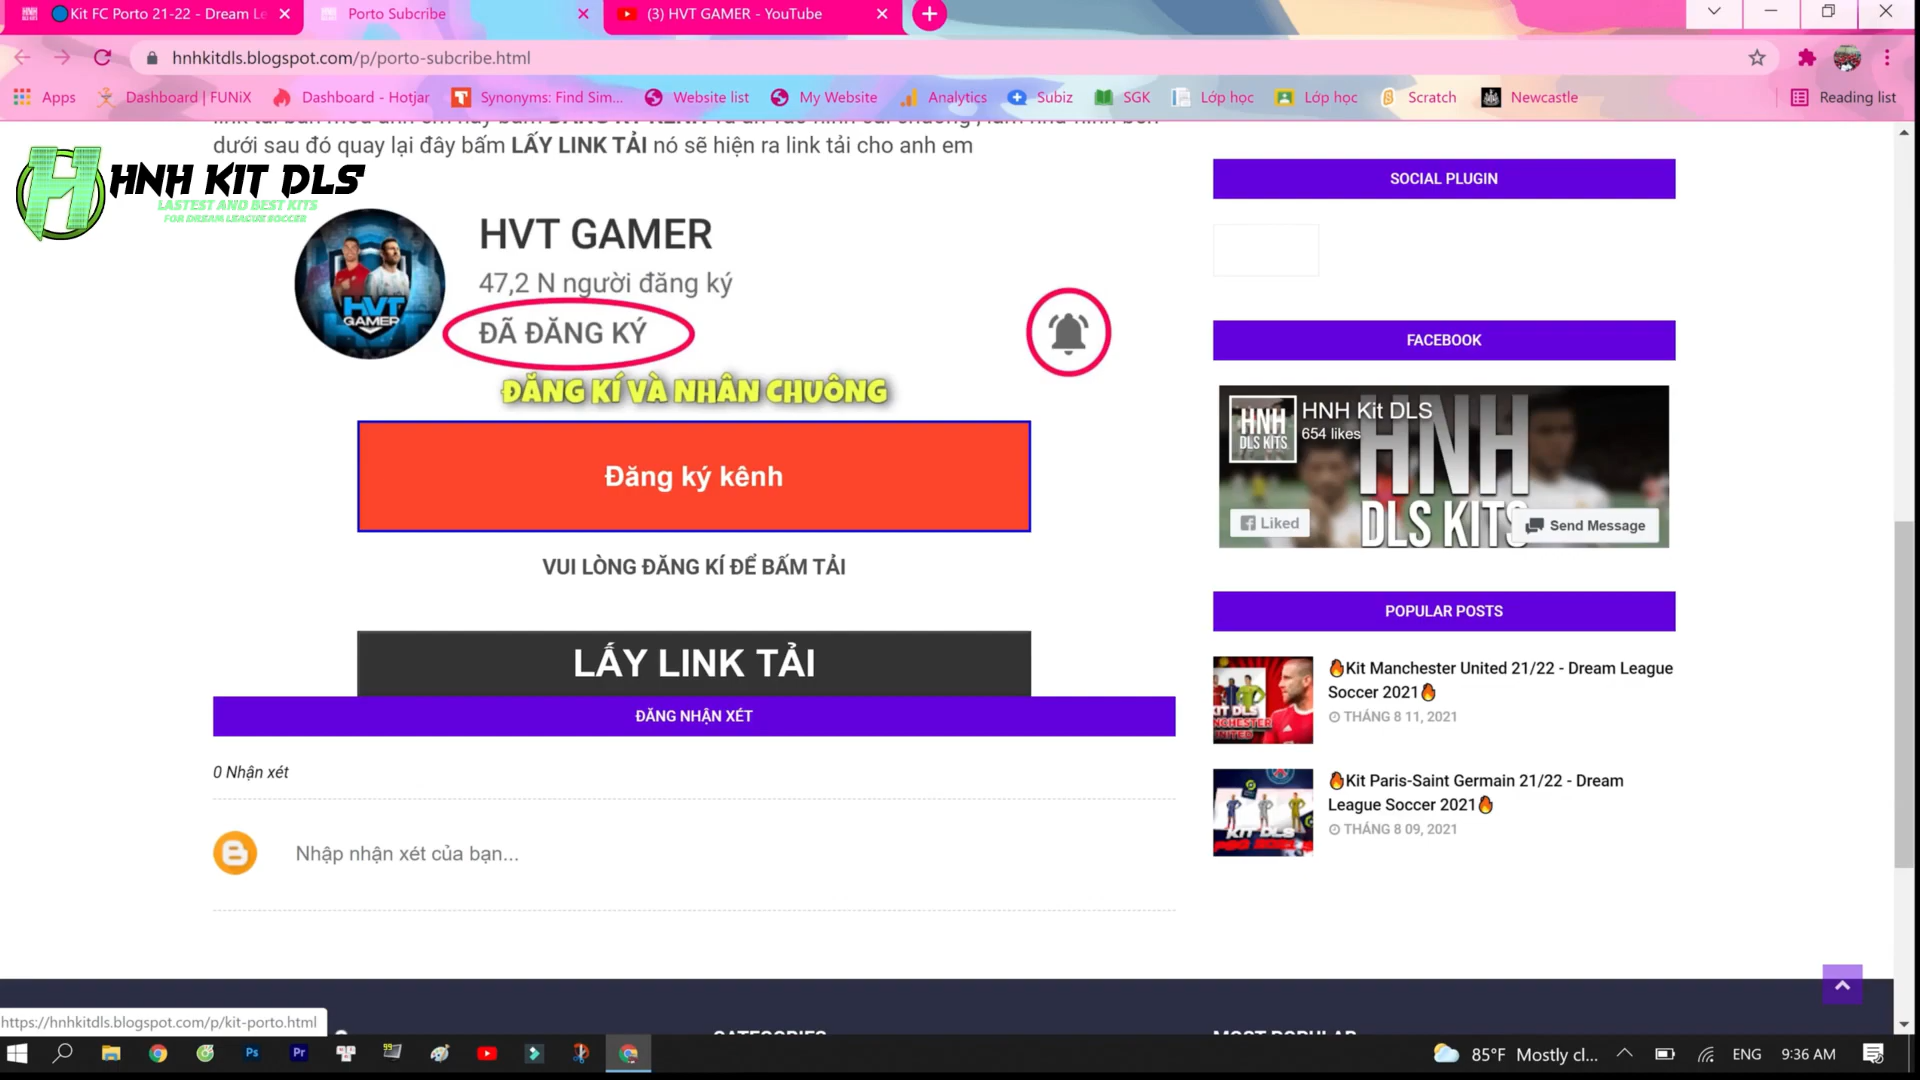 Kit FC Porto 21-22 - Dream Le
Porto Subcribe
(3) HVT GAMER - YouTube
hnhkitdls.blogspot.com/p/porto-subcribe.html
Apps
Dashboard | FUNiX
Dashboard - Hotjar
Synonyms: Find Sim...
Website list
My Website
Analytics
Subiz
SGK
Lớp học
Lớp học
Scratch
Newcastle
Reading list
dưới sau đó quay lại đây bấm LẤY LINK TẢI nó sẽ hiện ra link tải cho anh em
HNH KIT DLS
LASTEST AND BEST KITS
FOR DREAM LEAGUE SOCCER
HVT GAMER
47,2 N người đăng ký
ĐÃ ĐĂNG KÝ
HVT
GAMER
ĐĂNG KÍ VÀ NHẤN CHUÔNG
Đăng ký kênh
VUI LÒNG ĐĂNG KÍ ĐỂ BẤM TẢI
LẤY LINK TẢI
ĐĂNG NHẬN XÉT
0 Nhận xét
Nhập nhận xét của bạn...
SOCIAL PLUGIN
FACEBOOK
HNH
DLS KITS
HNH Kit DLS
654 likes
HNH
DLS KITS
Liked
Send Message
POPULAR POSTS
🔥Kit Manchester United 21/22 - Dream League
Soccer 2021🔥
THÁNG 8 11, 2021
🔥Kit Paris-Saint Germain 21/22 - Dream
League Soccer 2021🔥
THÁNG 8 09, 2021
https://hnhkitdls.blogspot.com/p/kit-porto.html
CATEGORIES
MOST POPULAR
85°F Mostly cl...
ENG
9:36 AM